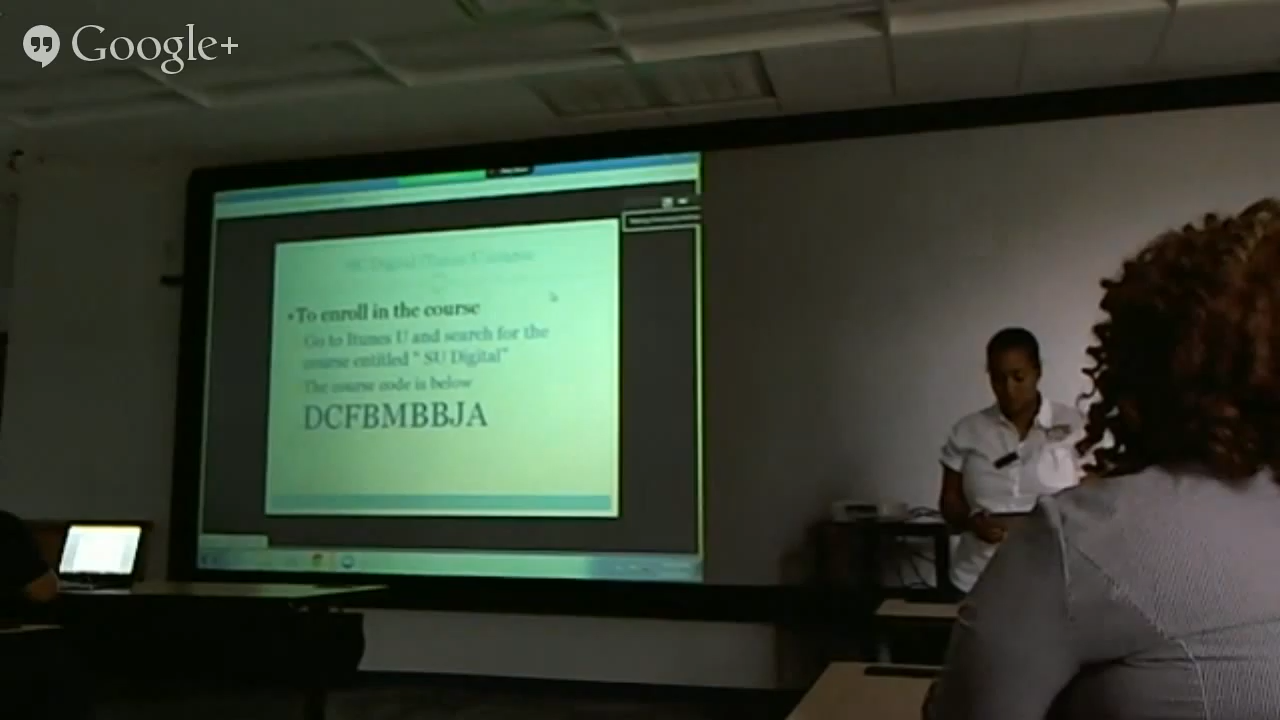 Google+
•To enroll in the course
Go to Itunes U and search for the
course entitled “ SU Digital”
The course code is below
DCFBMBBJA